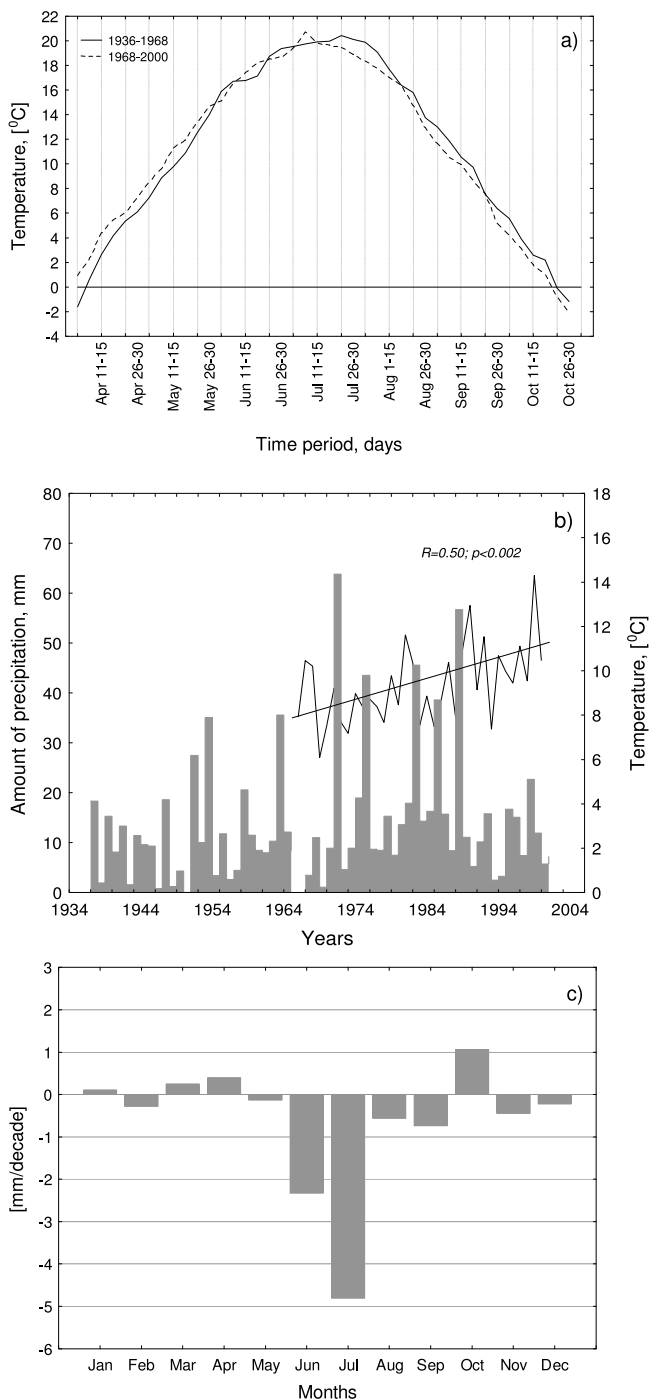 22
20
18
16
14
12
10
8
6
4
2
0
-2
-4
Temperature, [⁰C]
1936-1968
1968-2000
a)
Apr 11-15
Apr 26-30
May 11-15
May 26-30
Jun 11-15
Jun 26-30
Jul 11-15
Jul 26-30
Aug 1-15
Aug 26-30
Sep 11-15
Sep 26-30
Oct 11-15
Oct 26-30
Time period, days
80
70
60
50
40
30
20
10
0
Amount of precipitation, mm
b)
R=0.50; p<0.002
18
16
14
12
10
8
6
4
2
0
Temperature, [⁰C]
1934 1944 1954 1964 1974 1984 1994 2004
Years
3
2
1
0
-1
-2
-3
-4
-5
-6
[mm/decade]
c)
Jan Feb Mar Apr May Jun Jul Aug Sep Oct Nov Dec
Months